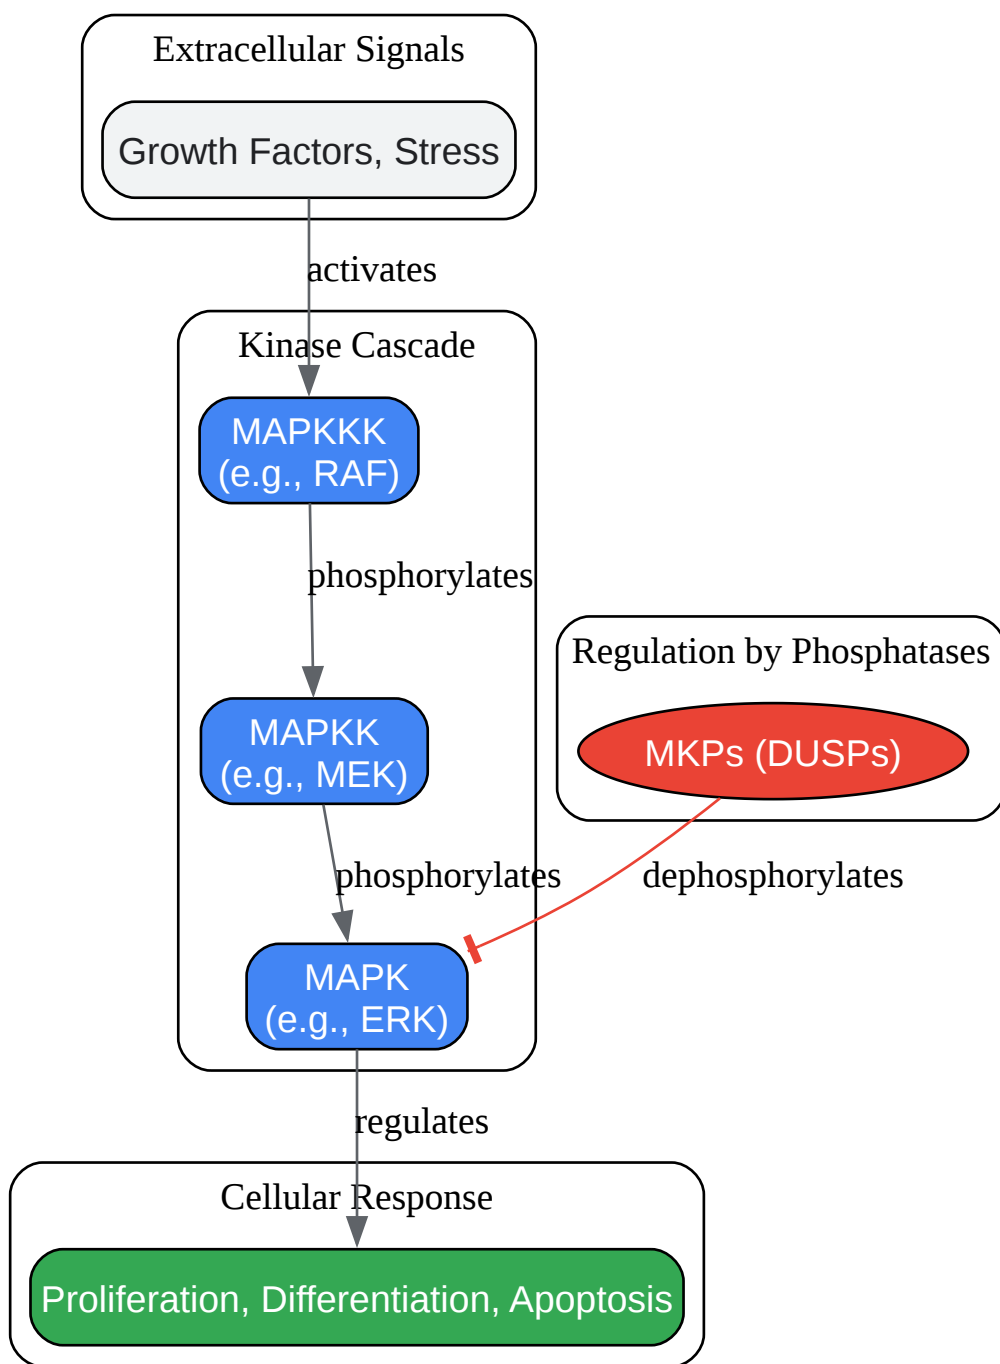 Extracellular Signals
Growth Factors, Stress
activates
Kinase Cascade
MAPKKK
(e.g., RAF)
phosphorylates
Regulation by Phosphatases
MAPKK
(e.g., MEK)
MKPs (DUSPs)
phosphorylates
dephosphorylates
MAPK
(e.g., ERK)
regulates
Cellular Response
Proliferation, Differentiation, Apoptosis